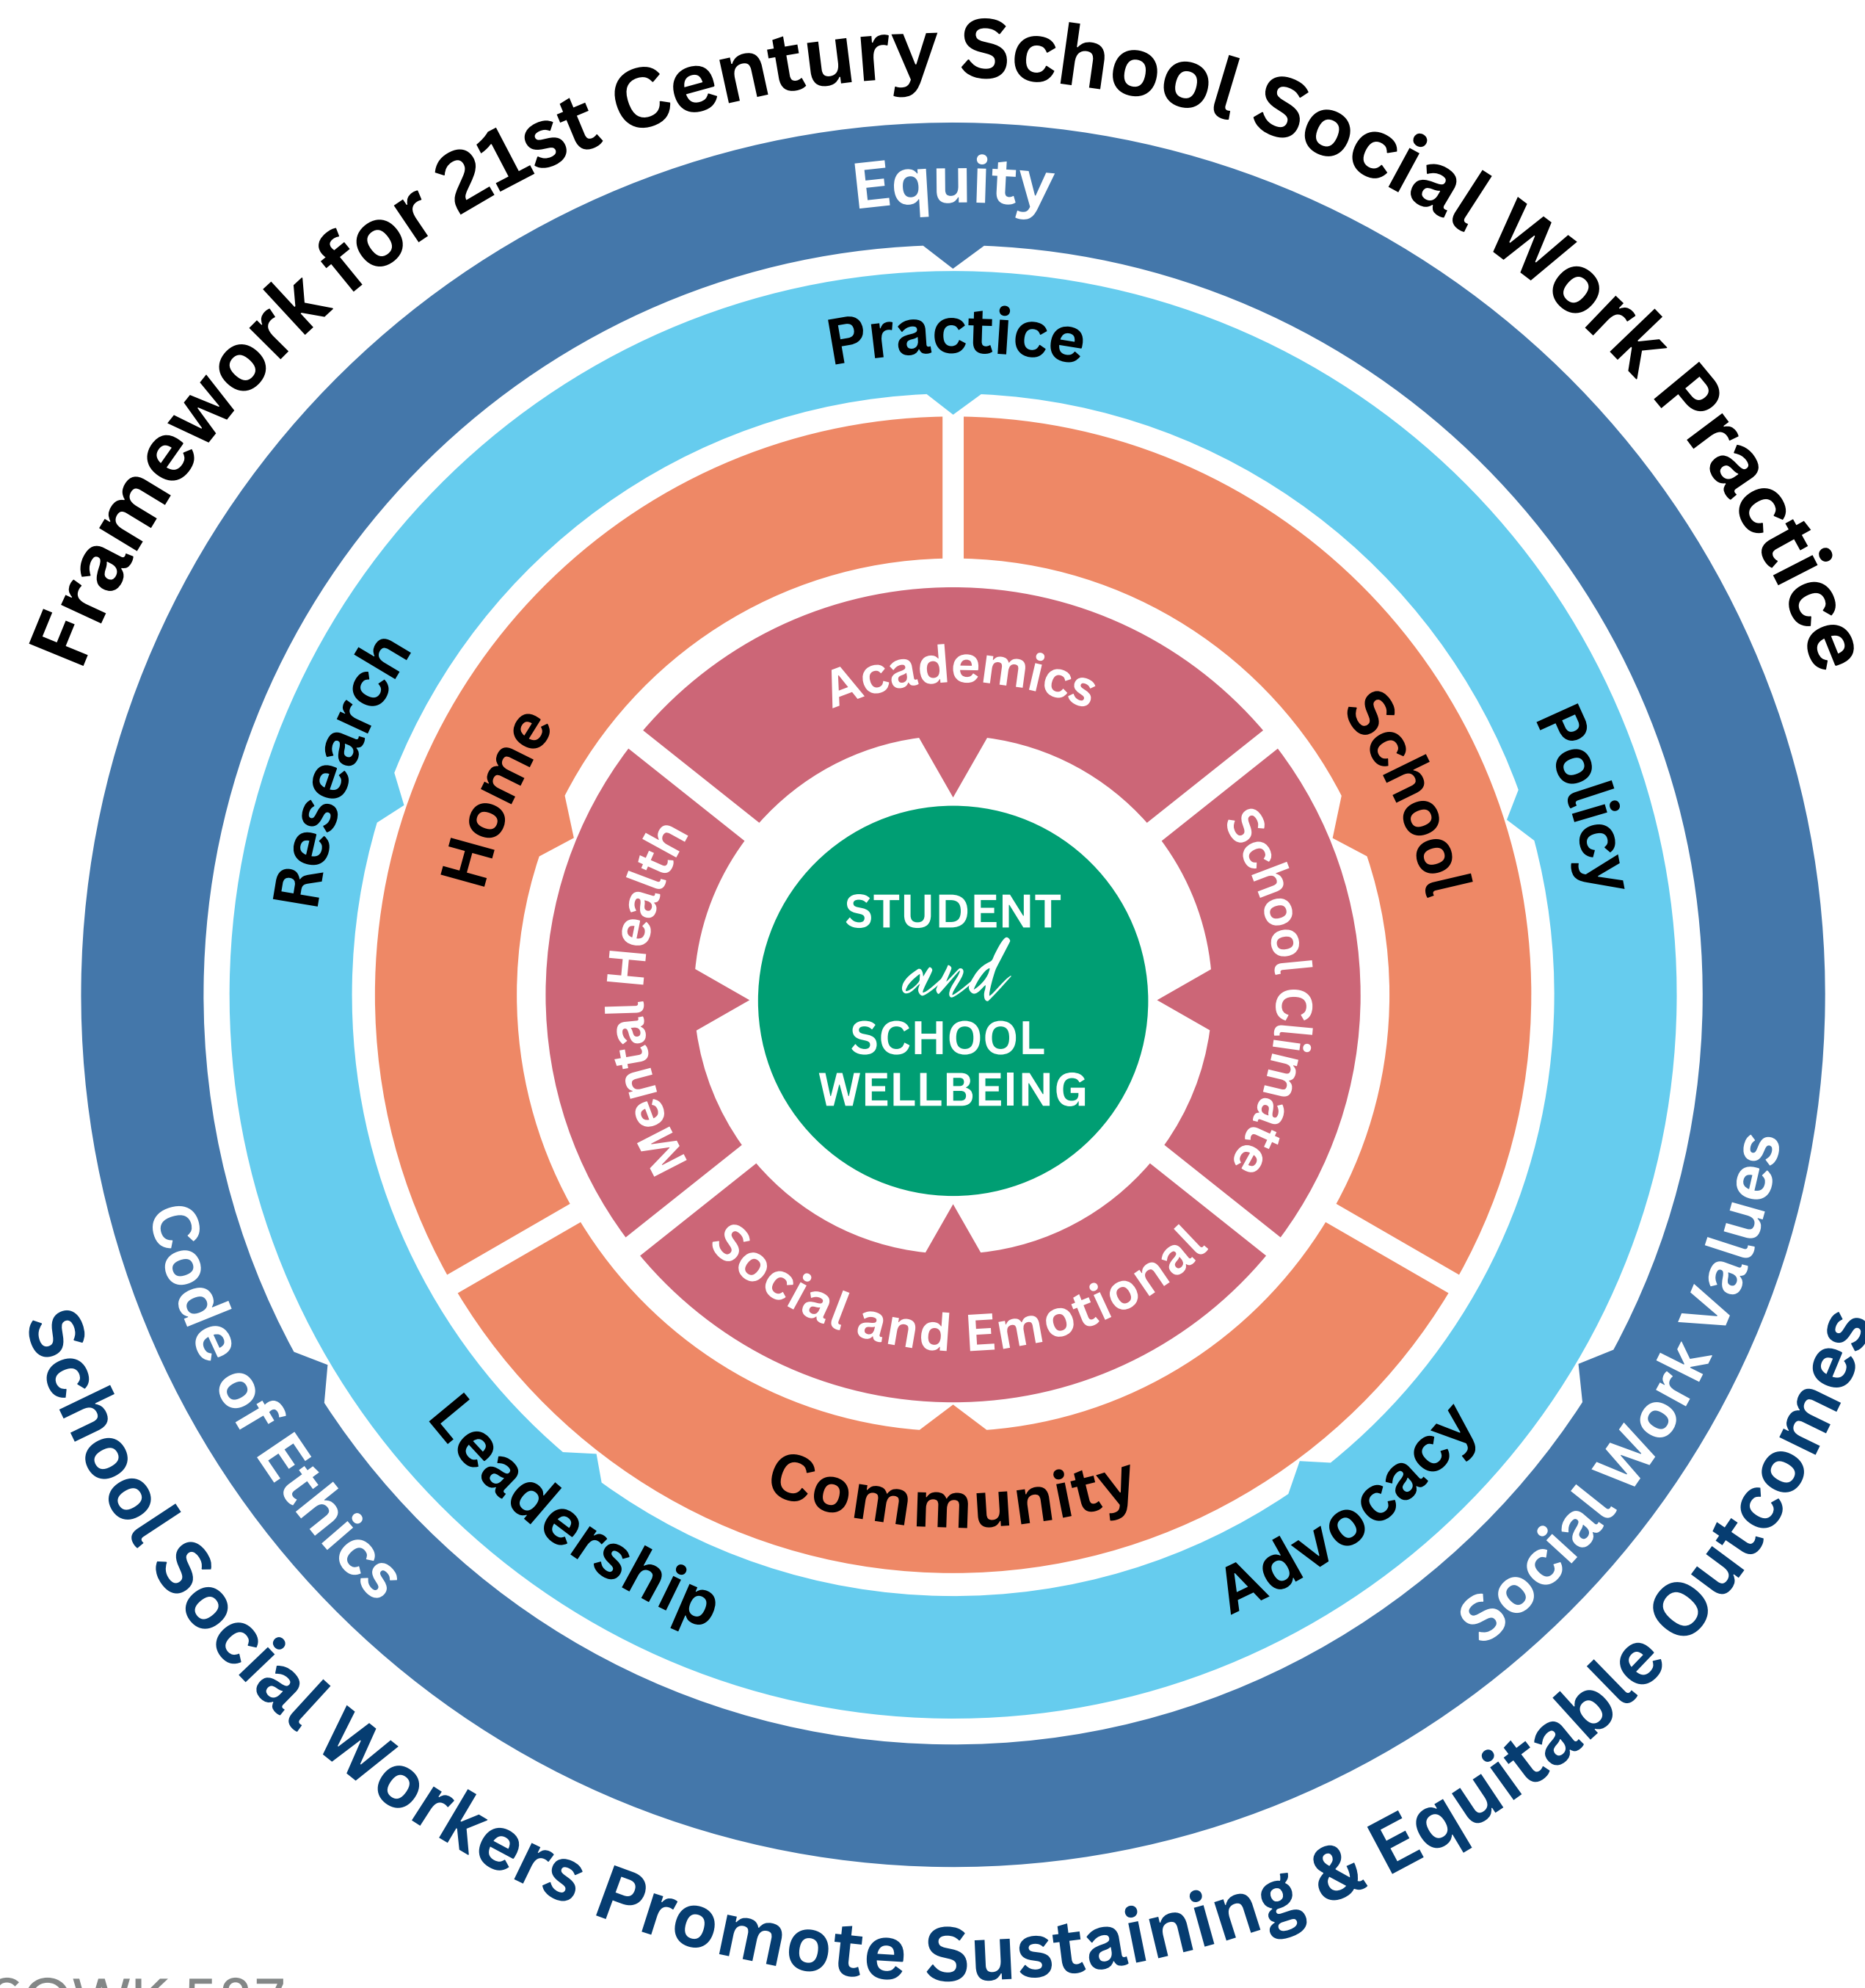 Framework for 21st Century School Social Work Practice
Equity
Practice
Research
Policy
Home
School
Academics
Mental Health
School Climate
STUDENT
and
SCHOOL
WELLBEING
Social and Emotional
Community
Leadership
Advocacy
Code of Ethics
Social Work Values
School Social Workers Promote Sustaining & Equitable Outcomes